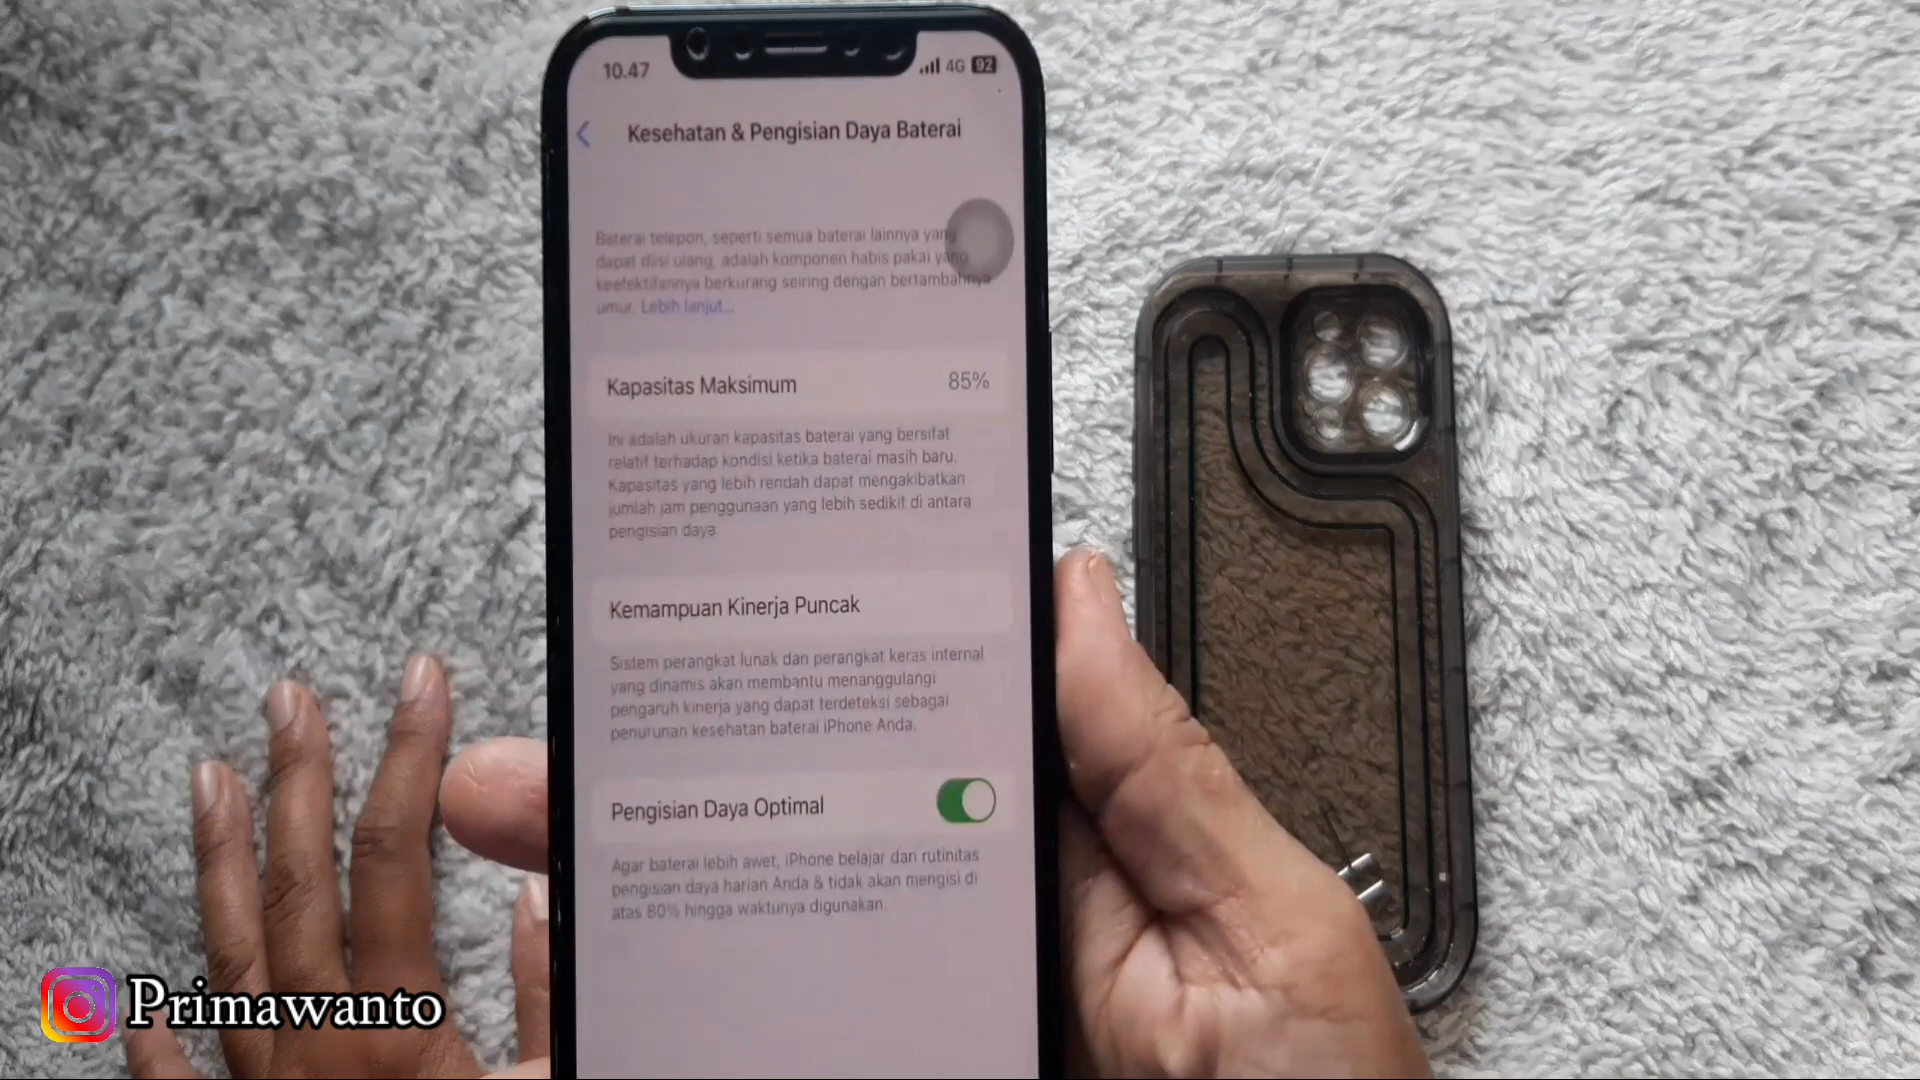 10.47
4G 92
Kesehatan & Pengisian Daya Baterai
Baterai telepon, seperti semua baterai lainnya yang
dapat diisi ulang, adalah komponen habis pakai yang
keefektifannya berkurang seiring dengan bertambahnya
umur. Lebih lanjut...
Kapasitas Maksimum 85%
Ini adalah ukuran kapasitas baterai yang bersifat
relatif terhadap kondisi ketika baterai masih baru.
Kapasitas yang lebih rendah dapat mengakibatkan
jumlah jam penggunaan yang lebih sedikit di antara
pengisian daya.
Kemampuan Kinerja Puncak
Sistem perangkat lunak dan perangkat keras internal
yang dinamis akan membantu menanggulangi
pengaruh kinerja yang dapat terdeteksi sebagai
penurunan kesehatan baterai iPhone Anda.
Pengisian Daya Optimal
Agar baterai lebih awet, iPhone belajar dari rutinitas
pengisian daya harian Anda & tidak akan mengisi di
atas 80% hingga waktunya digunakan.
Primawanto